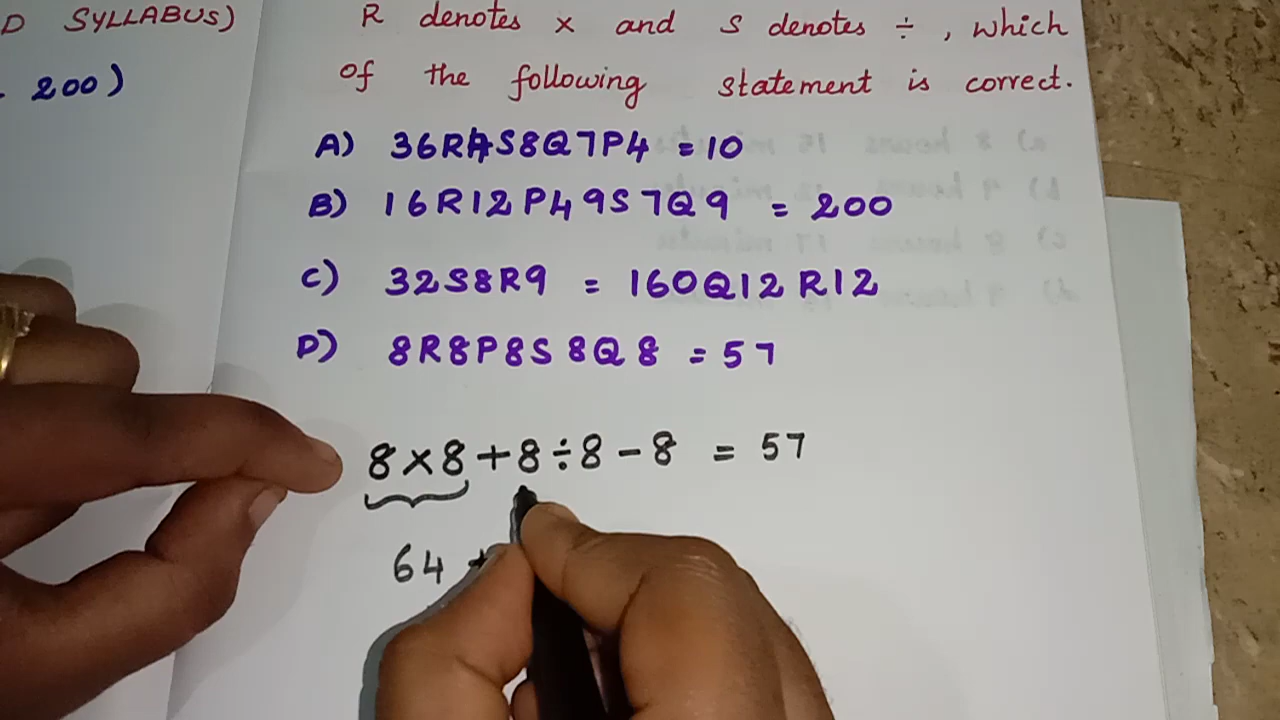 D SYLLABUS)
200)
R denotes × and S denotes ÷, which
of the following statement is correct.
A) 36R4S8Q7P4 = 10
B) 16R12P49S7Q9 = 200
C) 32S8R9 = 160Q12R12
D) 8R8P8S8Q8 = 57
8×8+8÷8-8 = 57
64 +